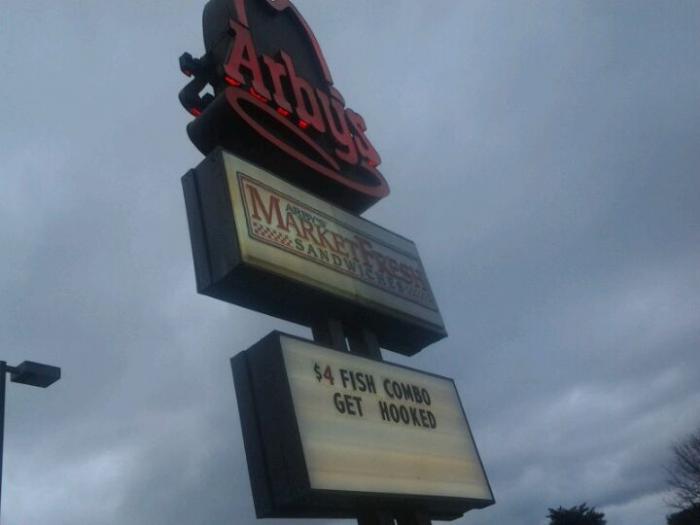 Arby's
ARBY'S
MARKET FRESH
SANDWICHES
$4 FISH COMBO
GET HOOKED